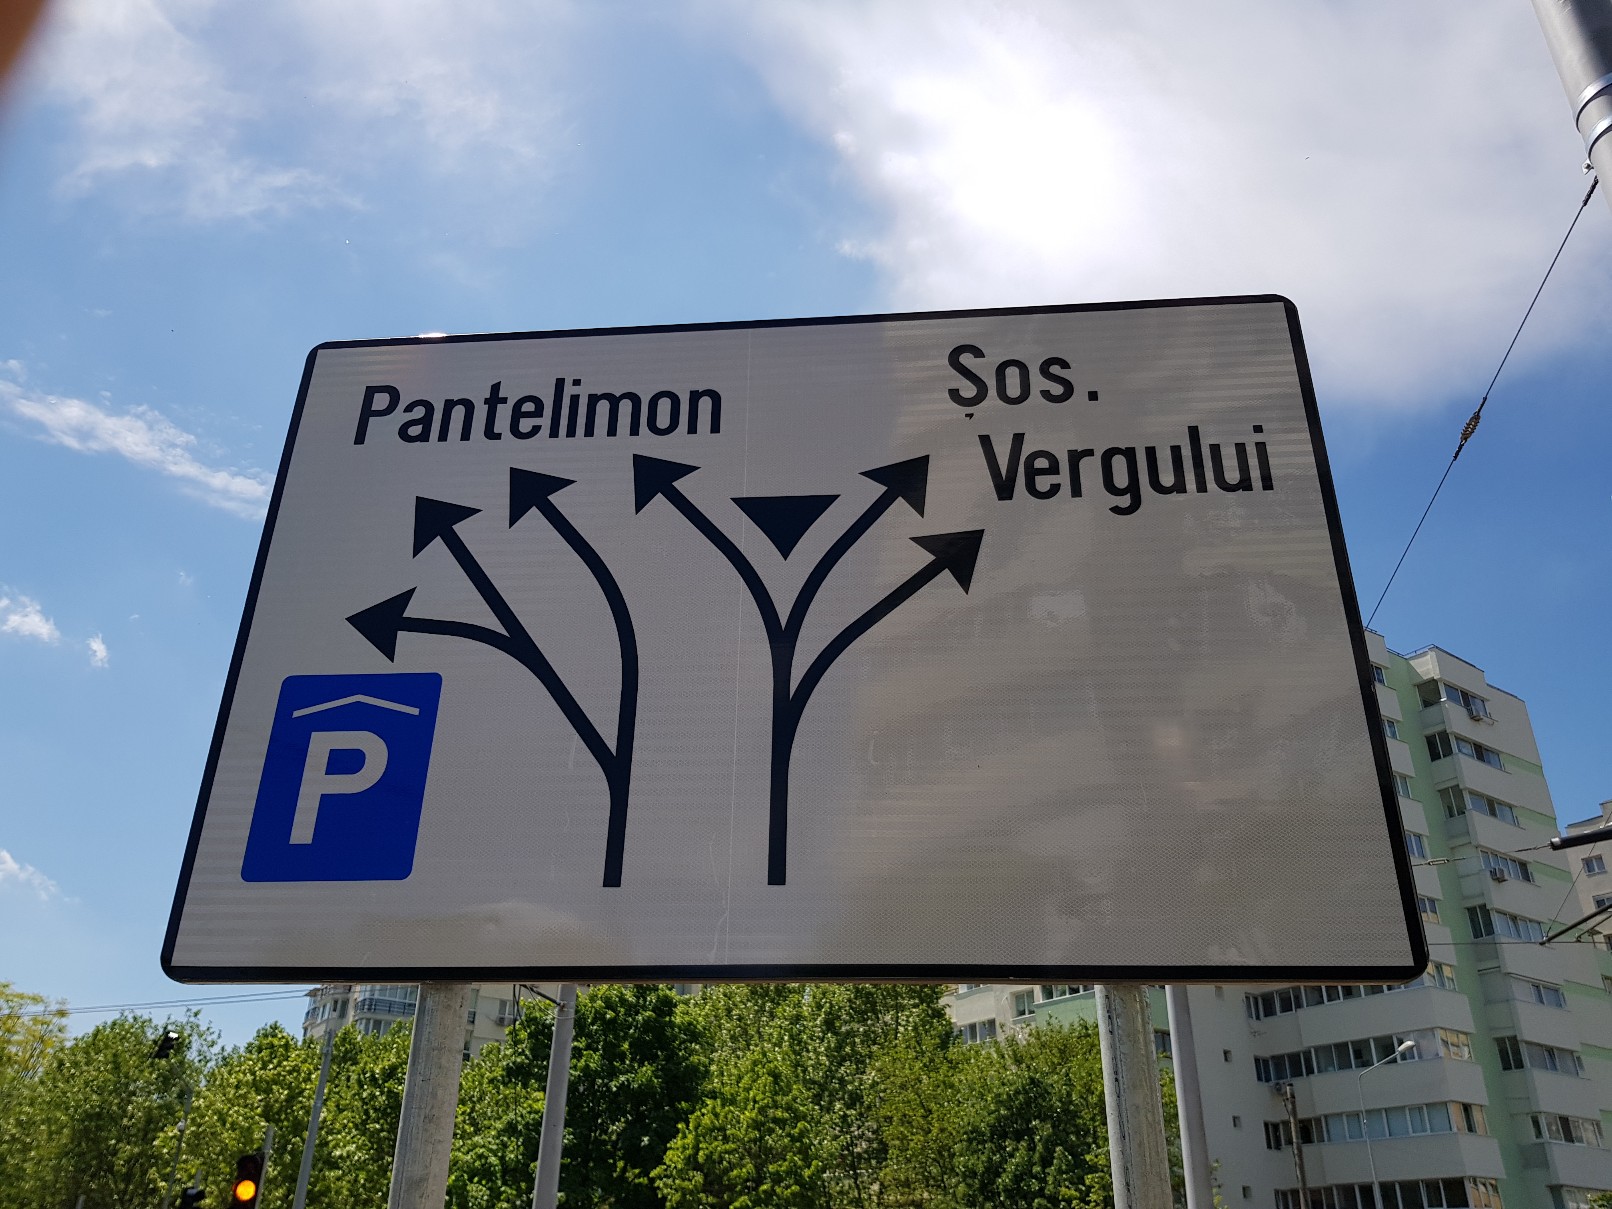 Pantelimon
Șos.
Vergului
P